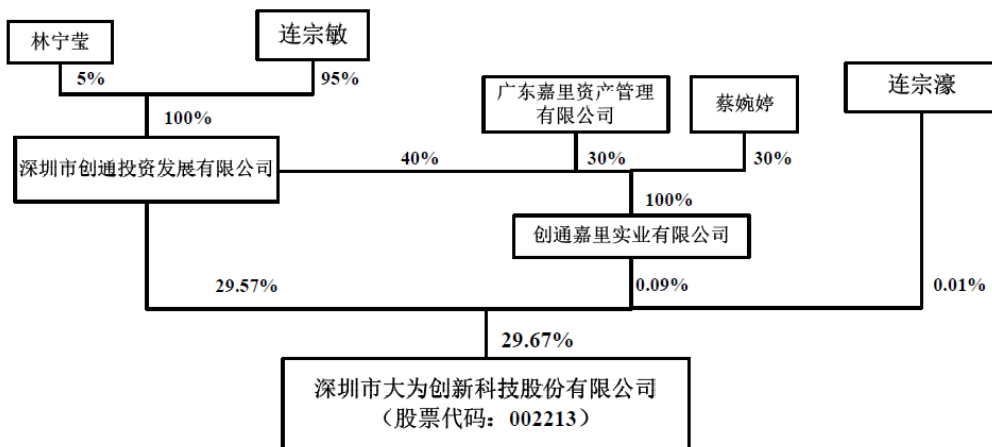 林宁莹
连宗敏
5%
95%
广东嘉里资产管理
有限公司
蔡婉婷
连宗濠
100%
深圳市创通投资发展有限公司
40%
30%
30%
100%
创通嘉里实业有限公司
29.57%
0.09%
0.01%
29.67%
深圳市大为创新科技股份有限公司
（股票代码：002213）